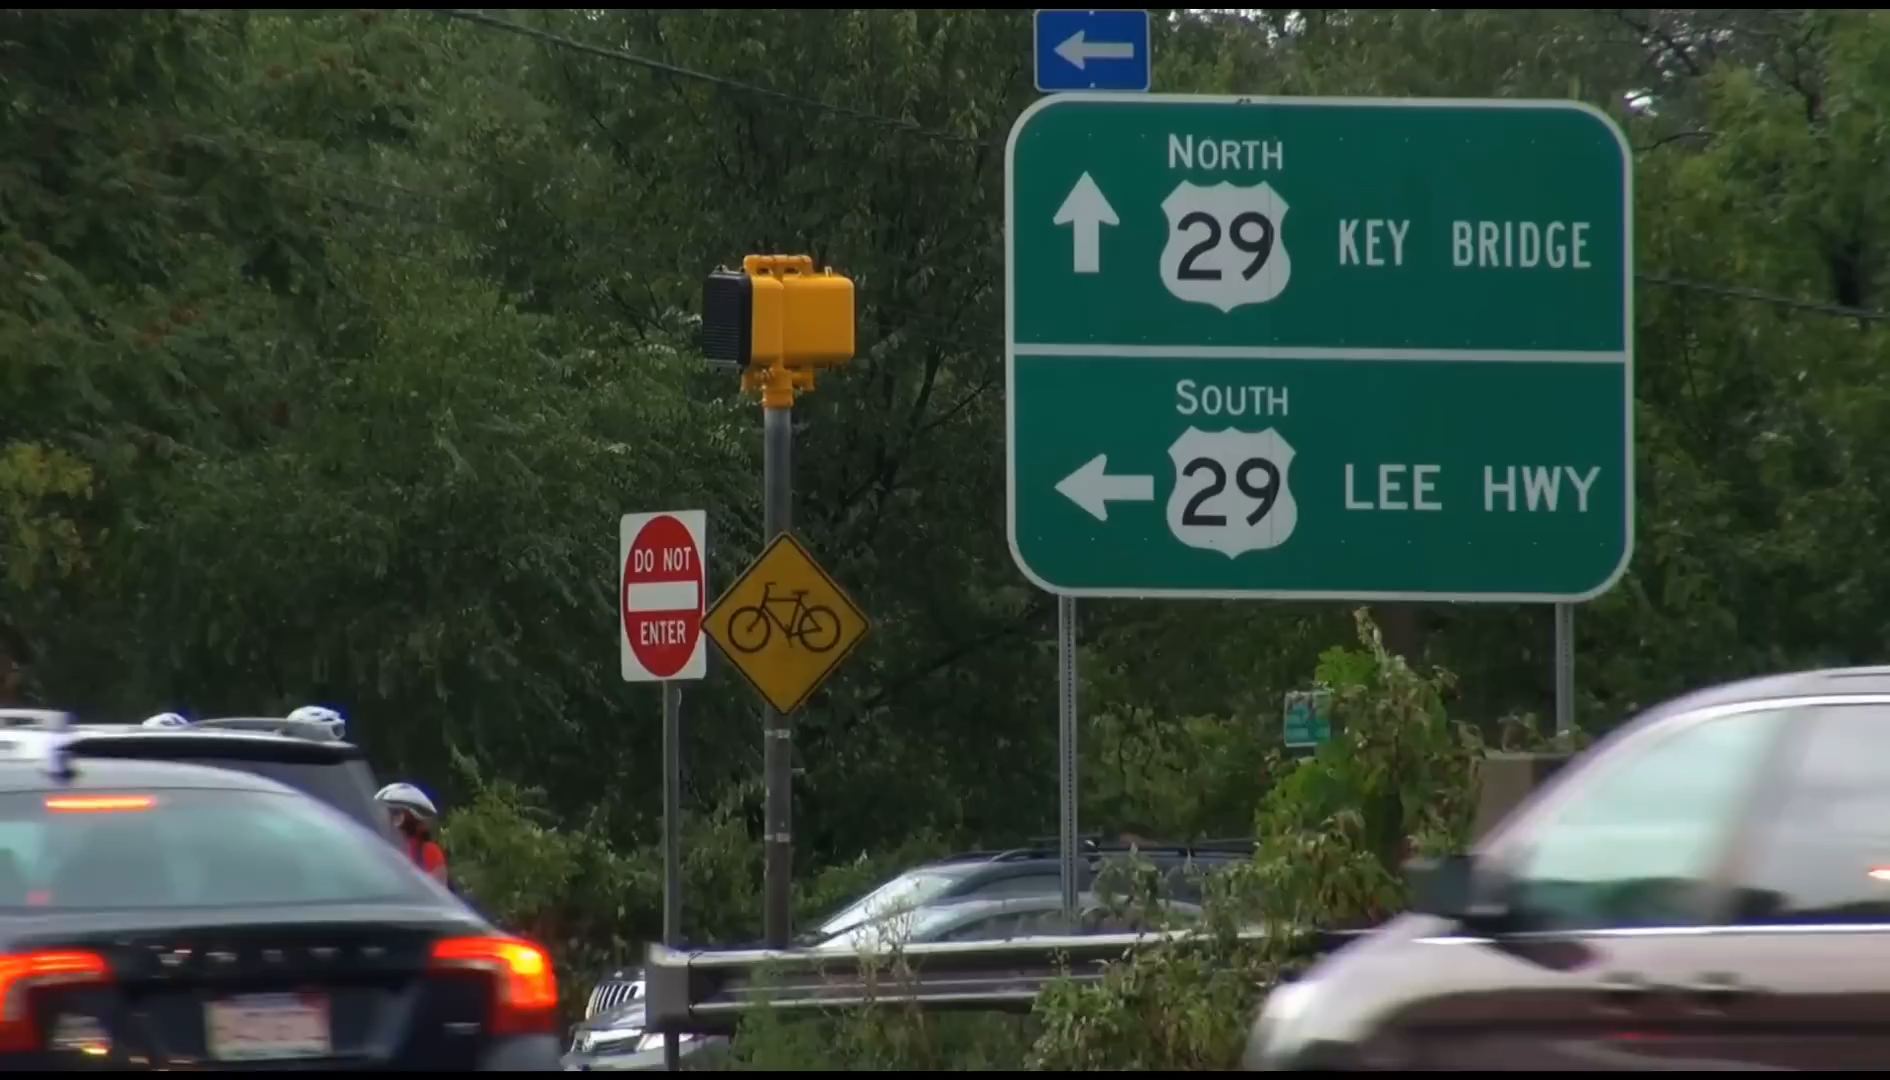 NORTH
29 KEY BRIDGE
SOUTH
29 LEE HWY
DO NOT
ENTER